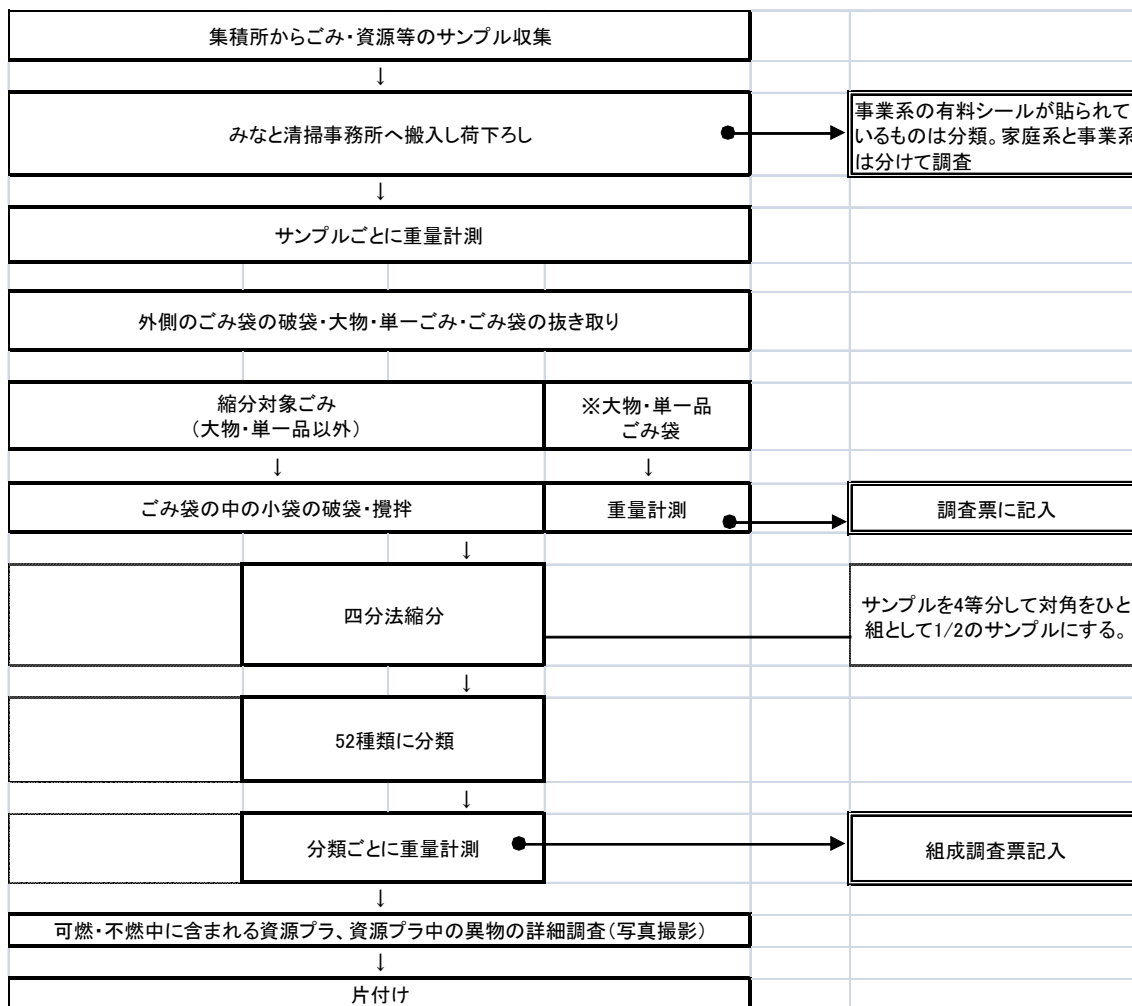 集積所からごみ・資源等のサンプル収集
↓
みなと清掃事務所へ搬入し荷下ろし
事業系の有料シールが貼られて
いるものは分類。家庭系と事業系
は分けて調査
↓
サンプルごとに重量計測
外側のごみ袋の破袋・大物・単一ごみ・ごみ袋の抜き取り
縮分対象ごみ
(大物・単一品以外)
※大物・単一品
ごみ袋
↓ ↓
ごみ袋の中の小袋の破袋・攪拌
重量計測
調査票に記入
↓
四分法縮分
サンプルを4等分して対角をひと
組として1/2のサンプルにする。
↓
52種類に分類
↓
分類ごとに重量計測
組成調査票記入
↓
可燃・不燃中に含まれる資源プラ、資源プラ中の異物の詳細調査(写真撮影)
↓
片付け